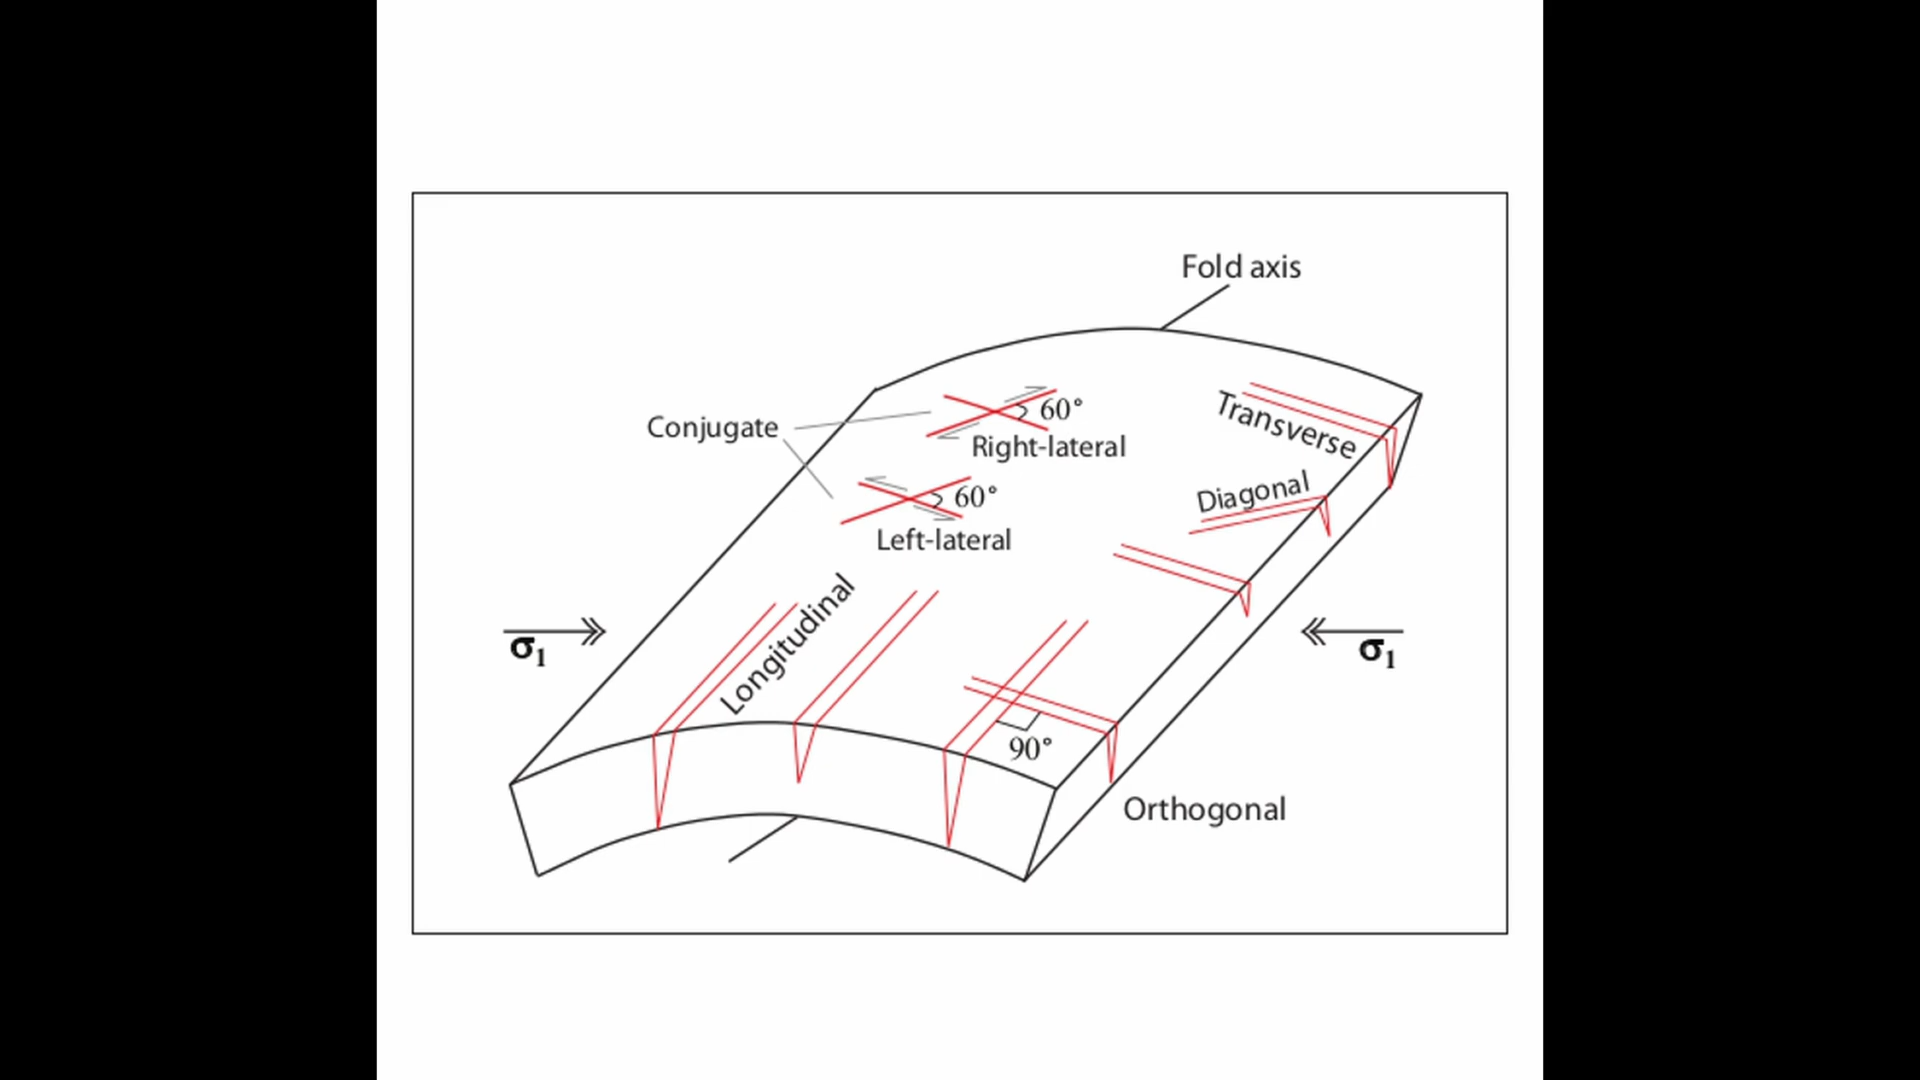 Fold axis
Conjugate
60°
Right-lateral
Transverse
60°
Left-lateral
Diagonal
Longitudinal
σ1
σ1
90°
Orthogonal